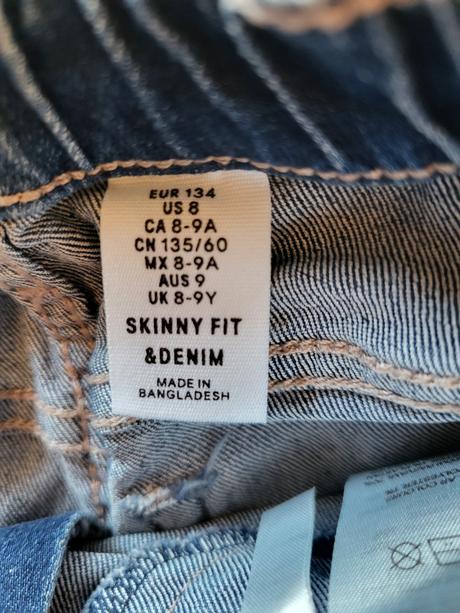 EUR 134
US 8
CA 8-9A
CN 135/60
MX 8-9A
AUS 9
UK 8-9Y
SKINNY FIT
&DENIM
MADE IN
BANGLADESH